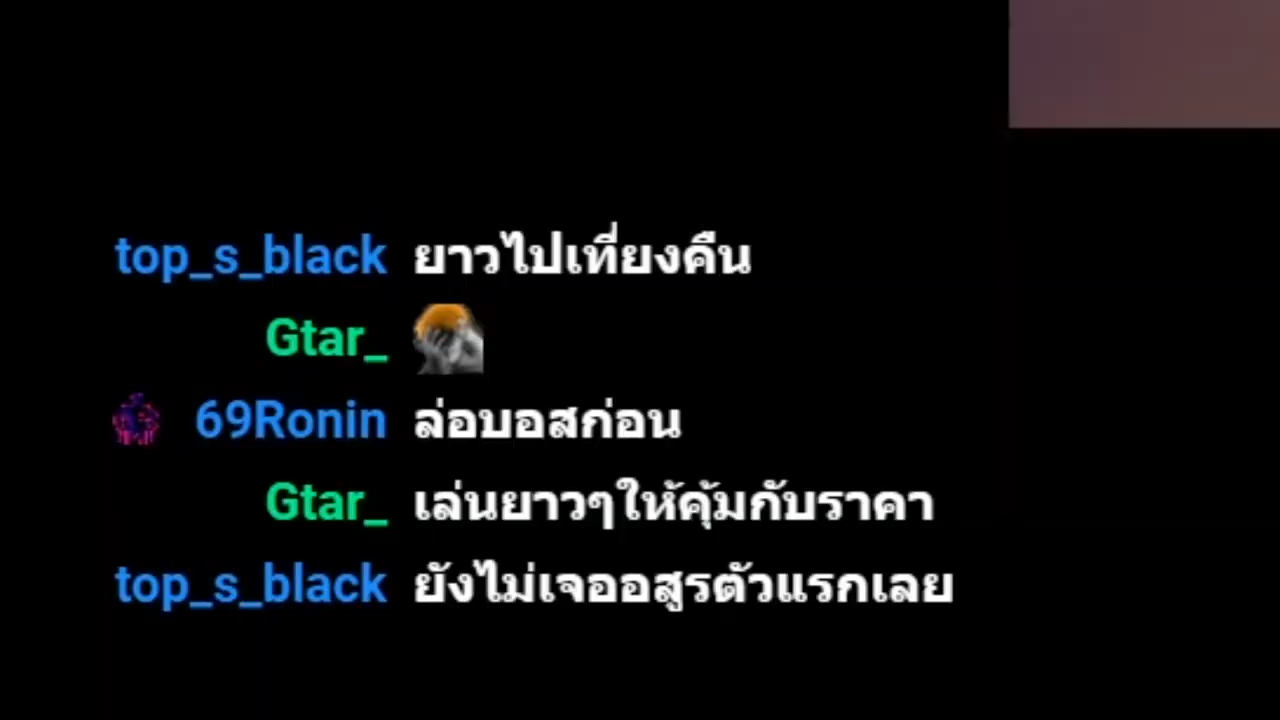 top_s_black ยาวไปเที่ยงคืน
Gtar_
69Ronin ล่อบอสก่อน
Gtar_ เล่นยาวๆให้คุ้มกับราคา
top_s_black ยังไม่เจออสูรตัวแรกเลย